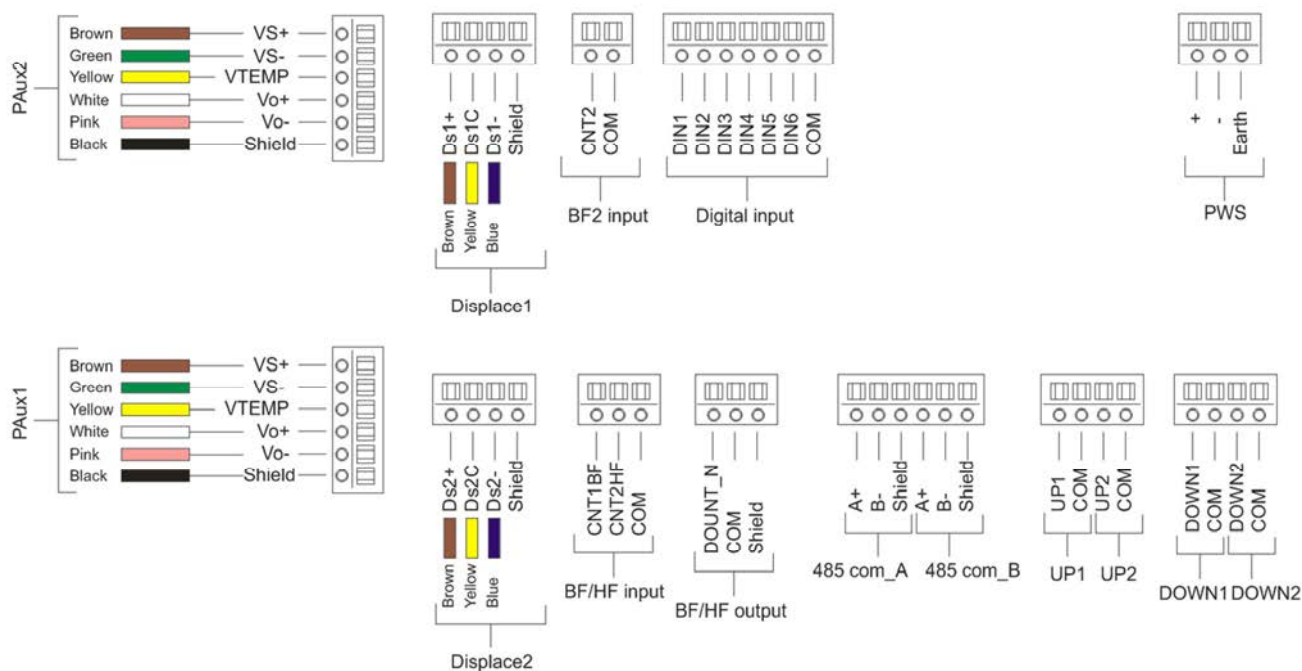 PAux2
Brown VS+
Green VS-
Yellow VTEMP
White Vo+
Pink Vo-
Black Shield
Ds1+ Ds1C Ds1- Shield
Brown Yellow Blue
Displace1
CNT2 COM
BF2 input
DIN1 DIN2 DIN3 DIN4 DIN5 DIN6 COM
Digital input
+ - Earth
PWS
PAux1
Brown VS+
Green VS-
Yellow VTEMP
White Vo+
Pink Vo-
Black Shield
Ds2+ Ds2C Ds2- Shield
Brown Yellow Blue
Displace2
CNT1BF CNT2HF COM
BF/HF input
DOUNT_N COM Shield
BF/HF output
A+ B- Shield A+ B- Shield
485 com_A 485 com_B
UP1 COM UP2 COM
UP1 UP2
DOWN1 COM DOWN2 COM
DOWN1 DOWN2